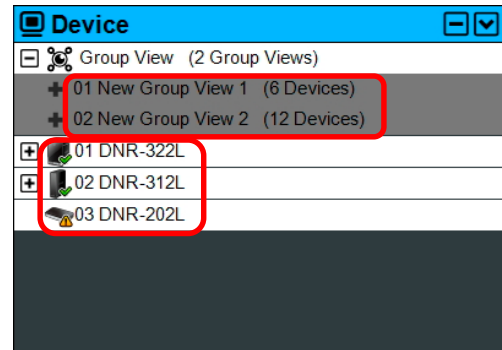 Device
Group View (2 Group Views)
01 New Group View 1 (6 Devices)
02 New Group View 2 (12 Devices)
01 DNR-322L
02 DNR-312L
03 DNR-202L